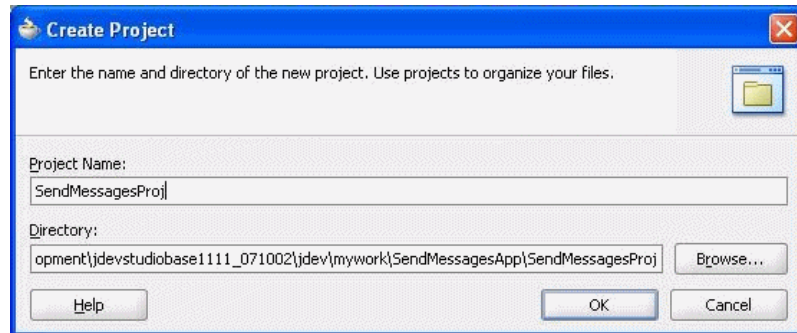 Create Project
Enter the name and directory of the new project. Use projects to organize your files.
Project Name:
SendMessagesProj
Directory:
opment\jdevstudiobase1111_071002\jdev\mywork\SendMessagesApp\SendMessagesProj
Browse...
Help
OK
Cancel